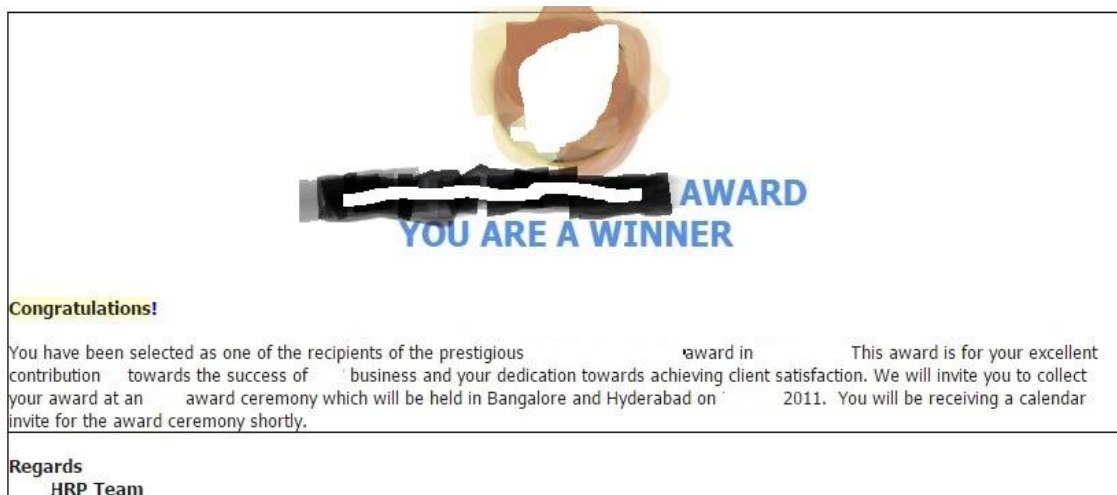 AWARD
YOU ARE A WINNER
Congratulations!
You have been selected as one of the recipients of the prestigious award in This award is for your excellent
contribution towards the success of business and your dedication towards achieving client satisfaction. We will invite you to collect
your award at an award ceremony which will be held in Bangalore and Hyderabad on 2011. You will be receiving a calendar
invite for the award ceremony shortly.
Regards
HRP Team